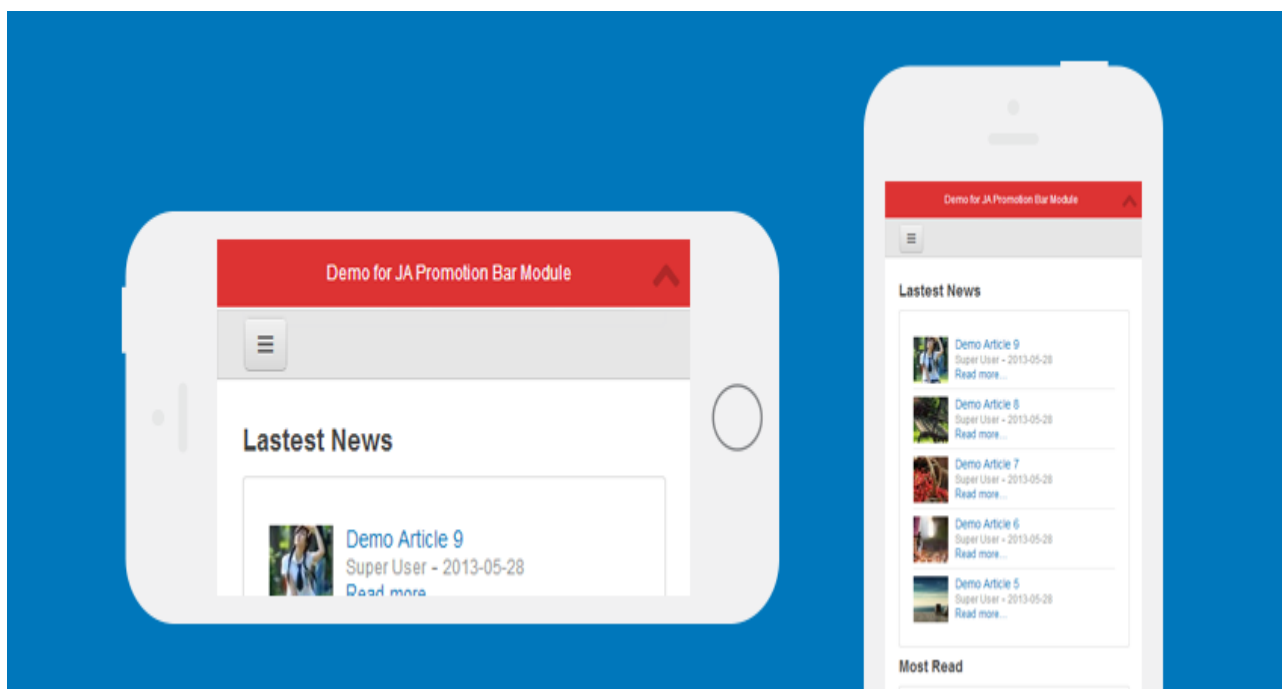 Demo for JA Promotion Bar Module
Lastest News
Demo Article 9
Super User - 2013-05-28
Read more...
Demo for JA Promotion Bar Module
Lastest News
Demo Article 9
Super User - 2013-05-28
Read more...
Demo Article 8
Super User - 2013-05-28
Read more...
Demo Article 7
Super User - 2013-05-28
Read more...
Demo Article 6
Super User - 2013-05-28
Read more...
Demo Article 5
Super User - 2013-05-28
Read more...
Most Read